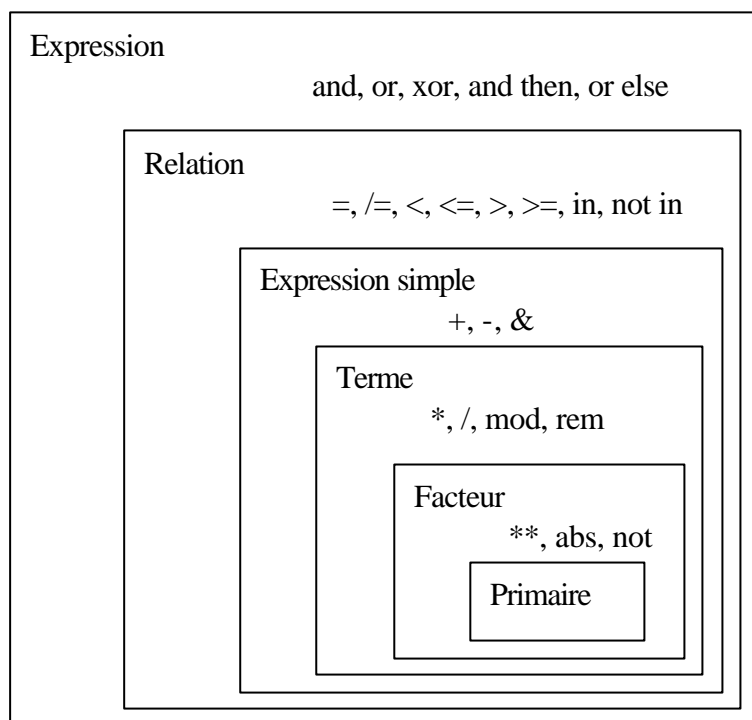 Expression
and, or, xor, and then, or else
Relation
=, /=, <, <=, >, >=, in, not in
Expression simple
+, -, &
Terme
*, /, mod, rem
Facteur
**, abs, not
Primaire